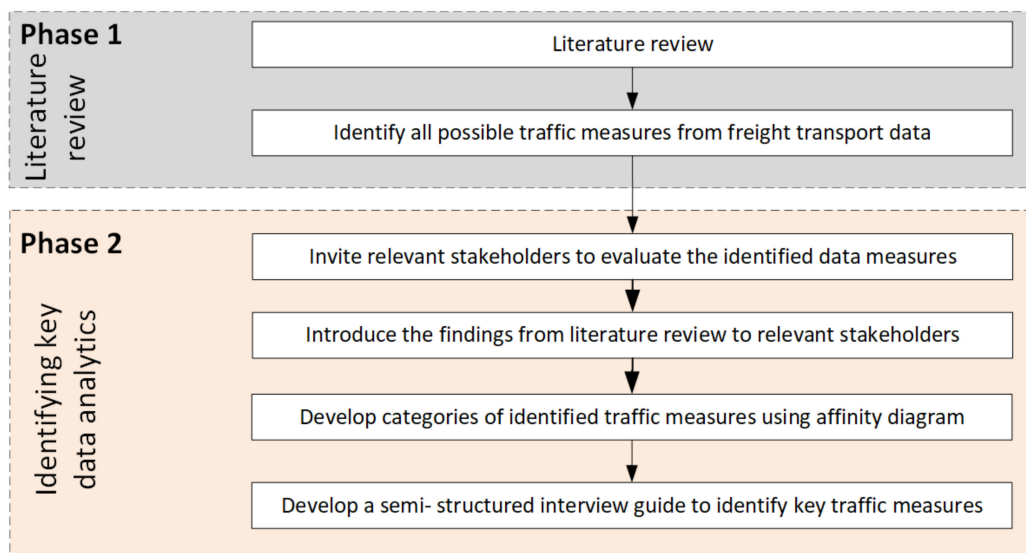 Phase 1
Literature
review
Literature review
Identify all possible traffic measures from freight transport data
Phase 2
Identifying key
data analytics
Invite relevant stakeholders to evaluate the identified data measures
Introduce the findings from literature review to relevant stakeholders
Develop categories of identified traffic measures using affinity diagram
Develop a semi- structured interview guide to identify key traffic measures